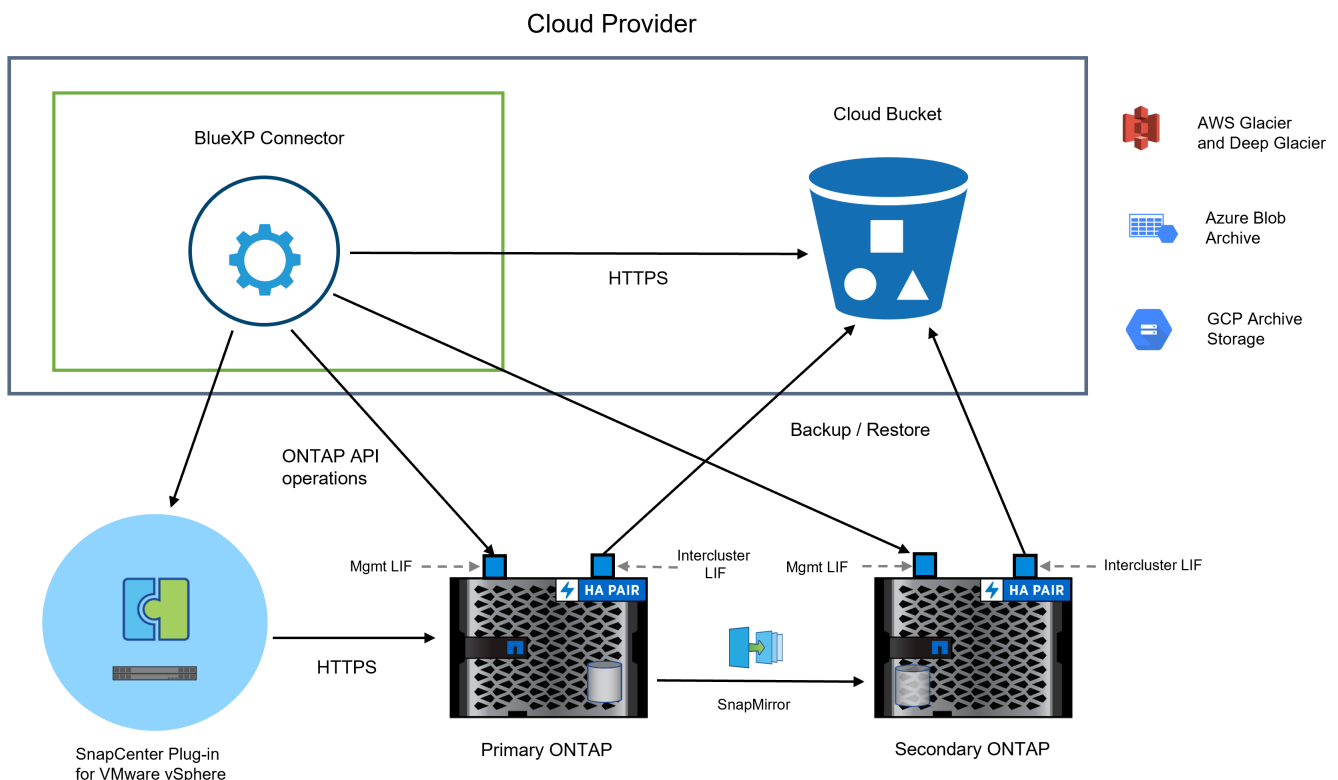 Cloud Provider
BlueXP Connector
Cloud Bucket
AWS Glacier
and Deep Glacier
Azure Blob
Archive
HTTPS
GCP Archive
Storage
Backup / Restore
ONTAP API
operations
Mgmt LIF
Intercluster
LIF
Mgmt LIF
Intercluster LIF
HA PAIR
HA PAIR
HTTPS
SnapMirror
Primary ONTAP
Secondary ONTAP
SnapCenter Plug-in
for VMware vSphere